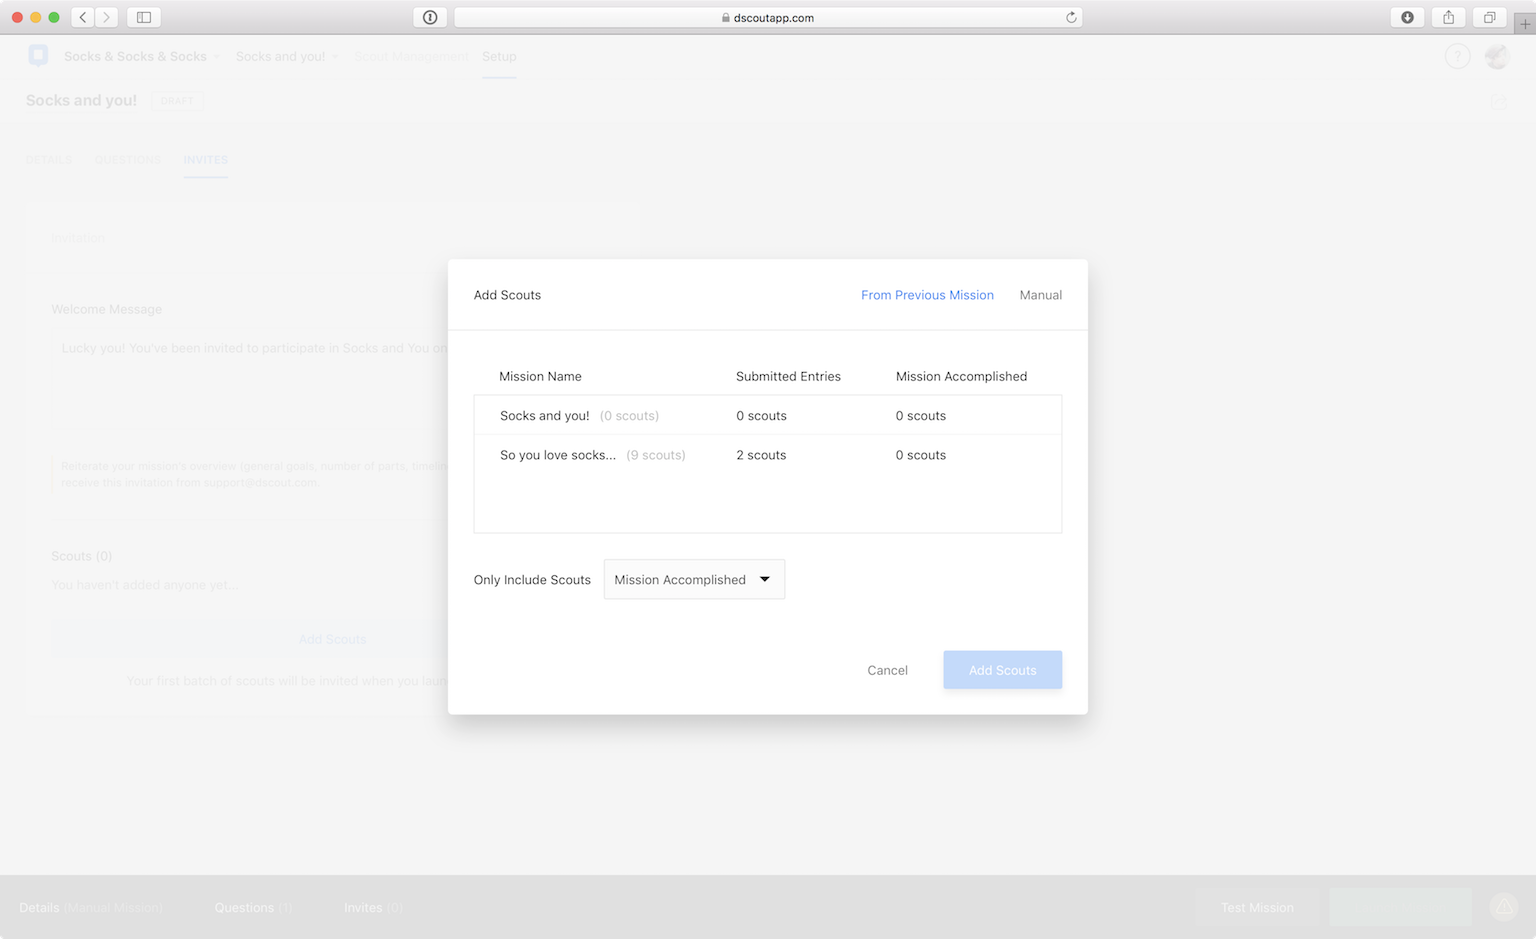 dscoutapp.com
Socks & Socks & Socks
Socks and you!
Scout Management
Setup
Socks and you!
DRAFT
DETAILS
QUESTIONS
INVITES
Invitation
Welcome Message
Lucky you! You've been invited to participate in Socks and You on
Reiterate your mission's overview (general goals, number of parts, timelin
receive this invitation from support@dscout.com.
Scouts (0)
You haven't added anyone yet...
Add Scouts
Your first batch of scouts will be invited when you laun
Add Scouts
From Previous Mission
Manual
Mission Name
Submitted Entries
Mission Accomplished
Socks and you! (0 scouts)
0 scouts
0 scouts
So you love socks... (9 scouts)
2 scouts
0 scouts
Only Include Scouts
Mission Accomplished
Cancel
Add Scouts
Details (Manual Mission)
Questions (1)
Invites (0)
Test Mission